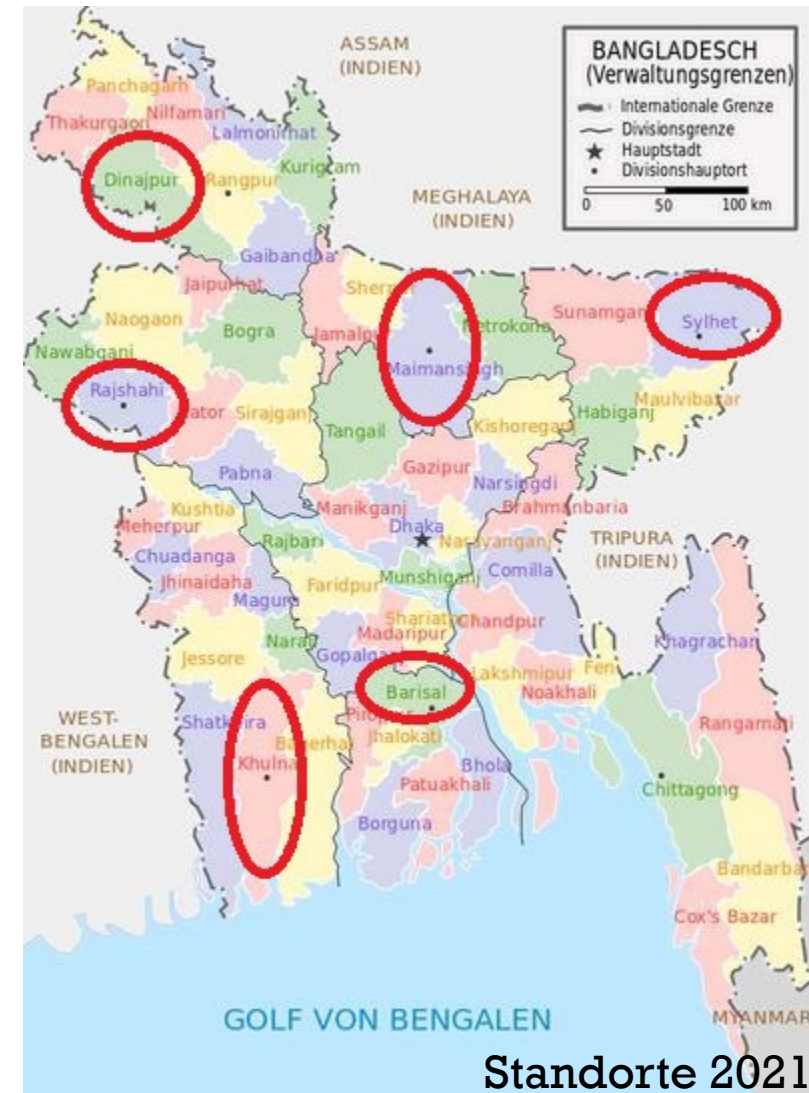 ASSAM
(INDIEN)
BANGLADESCH
(Verwaltungsgrenzen)
Internationale Grenze
Divisionsgrenze
Hauptstadt
Divisionshauptort
0 50 100 km
Panchagarh
Thakurgaon
Nilfamari
Lalmonirhat
Dinajpur
Rangpur
Kurigram
MEGHALAYA
(INDIEN)
Gaibandha
Jaipurhat
Sherpur
Naogaon
Bogra
Jamalpur
Netrokona
Sunamganj
Sylhet
Nawabganj
Maimansingh
Rajshahi
Nator
Sirajganj
Tangail
Kishoreganj
Habiganj
Maulvibazar
Pabna
Gazipur
Narsingdi
Kushtia
Manikganj
Brahmanbaria
Meherpur
Dhaka
Rajbari
Narayanganj
TRIPURA
(INDIEN)
Chuadanga
Jhinaidaha
Faridpur
Munshiganj
Comilla
Magura
Shariatpur
Chandpur
Madaripur
Narail
Gopalganj
Khagrachari
Jessore
Lakshmipur
Feni
Barisal
Noakhali
WEST-
BENGALEN
(INDIEN)
Shatkhira
Pirojpur
Rangamati
Khulna
Bagerhat
Jhalokati
Bhola
Patuakhali
Chittagong
Borguna
Bandarban
Cox's Bazar
GOLF VON BENGALEN
MYANMAR
Standorte 2021